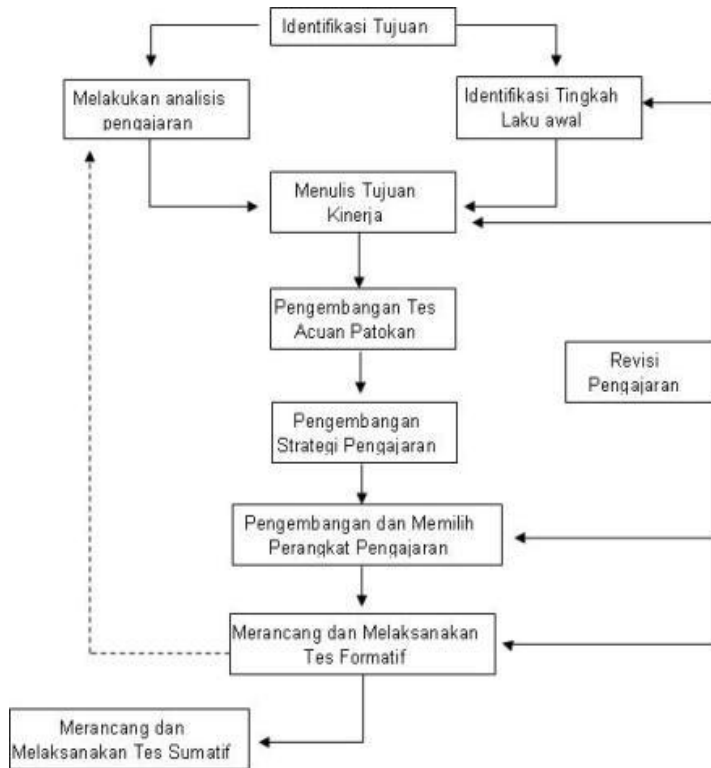 Identifikasi Tujuan
Melakukan analisis
pengajaran
Identifikasi Tingkah
Laku awal
Menulis Tujuan
Kinerja
Pengembangan Tes
Acuan Patokan
Revisi
Pengajaran
Pengembangan
Strategi Pengajaran
Pengembangan dan Memilih
Perangkat Pengajaran
Merancang dan Melaksanakan
Tes Formatif
Merancang dan
Melaksanakan Tes Sumatif